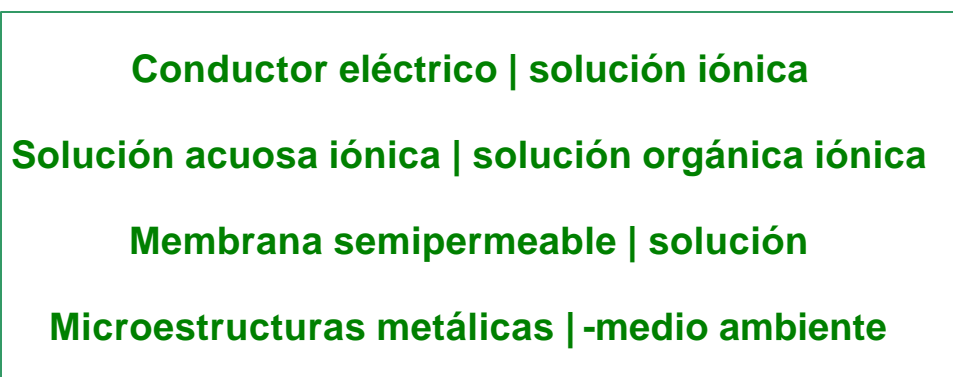 Conductor eléctrico | solución iónica
Solución acuosa iónica | solución orgánica iónica
Membrana semipermeable | solución
Microestructuras metálicas | -medio ambiente